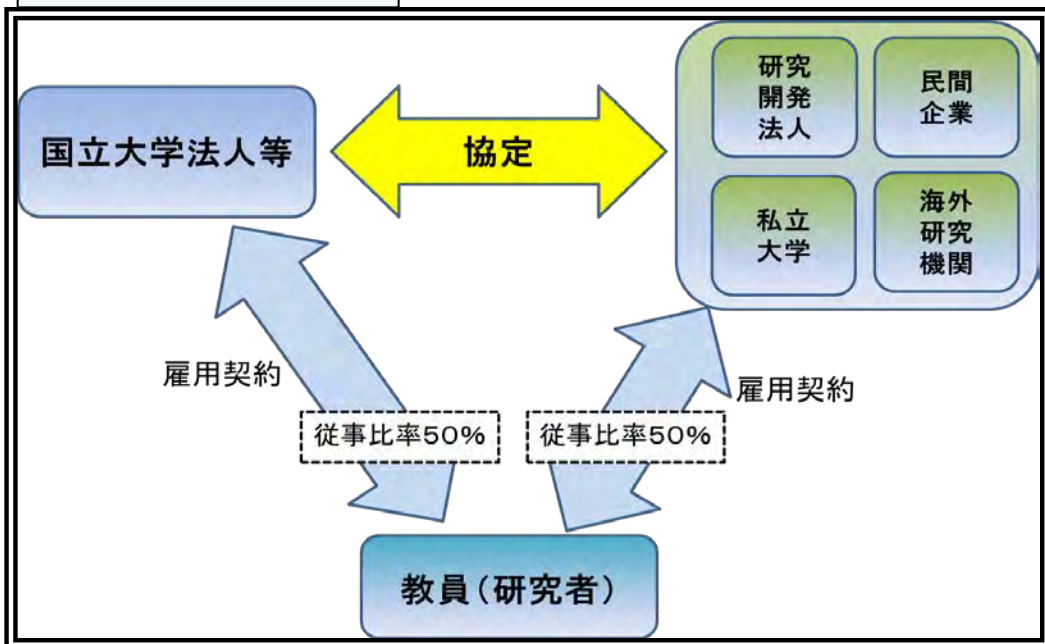 国立大学法人等
協定
研究
開発
法人
民間
企業
私立
大学
海外
研究
機関
雇用契約
雇用契約
従事比率50%
従事比率50%
教員(研究者)